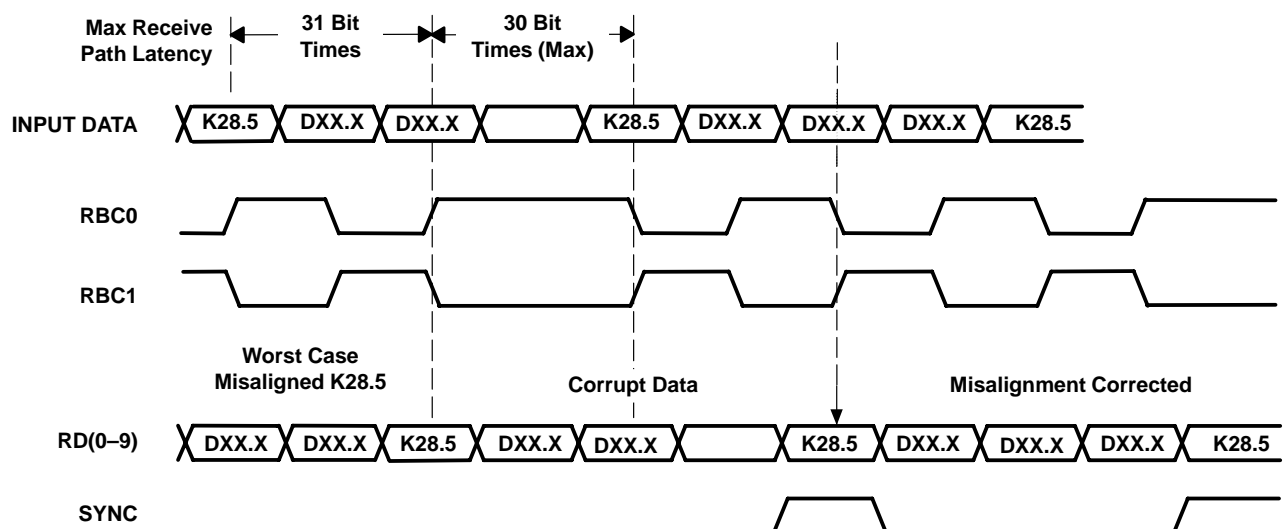 Max Receive
Path Latency
31 Bit
Times
30 Bit
Times (Max)
INPUT DATA
K28.5
DXX.X
DXX.X
K28.5
DXX.X
DXX.X
DXX.X
K28.5
RBC0
RBC1
Worst Case
Misaligned K28.5
Corrupt Data
Misalignment Corrected
RD(0–9)
DXX.X
DXX.X
K28.5
DXX.X
DXX.X
K28.5
DXX.X
DXX.X
DXX.X
K28.5
SYNC